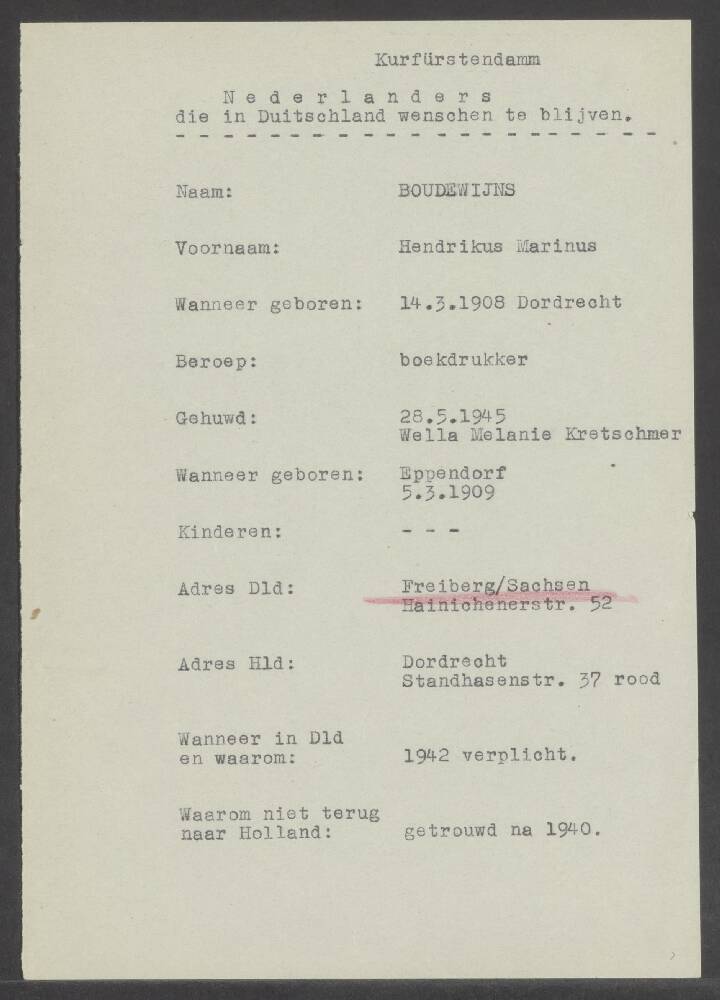 Kurfürstendamm
N e d e r l a n d e r s
die in Duitschland wenschen te blijven.
- - - - - - - - - - - - - - - - - - - - - - - - - -
Naam: BOUDEWIJNS
Voornaam: Hendrikus Marinus
Wanneer geboren: 14.3.1908 Dordrecht
Beroep: boekdrukker
Gehuwd: 28.5.1945
Wella Melanie Kretschmer
Wanneer geboren: Eppendorf
5.3.1909
Kinderen: - - -
Adres Dld: Freiberg/Sachsen
Hainichenerstr. 52
Adres Hld: Dordrecht
Standhasenstr. 37 rood
Wanneer in Dld
en waarom: 1942 verplicht.
Waarom niet terug
naar Holland: getrouwd na 1940.